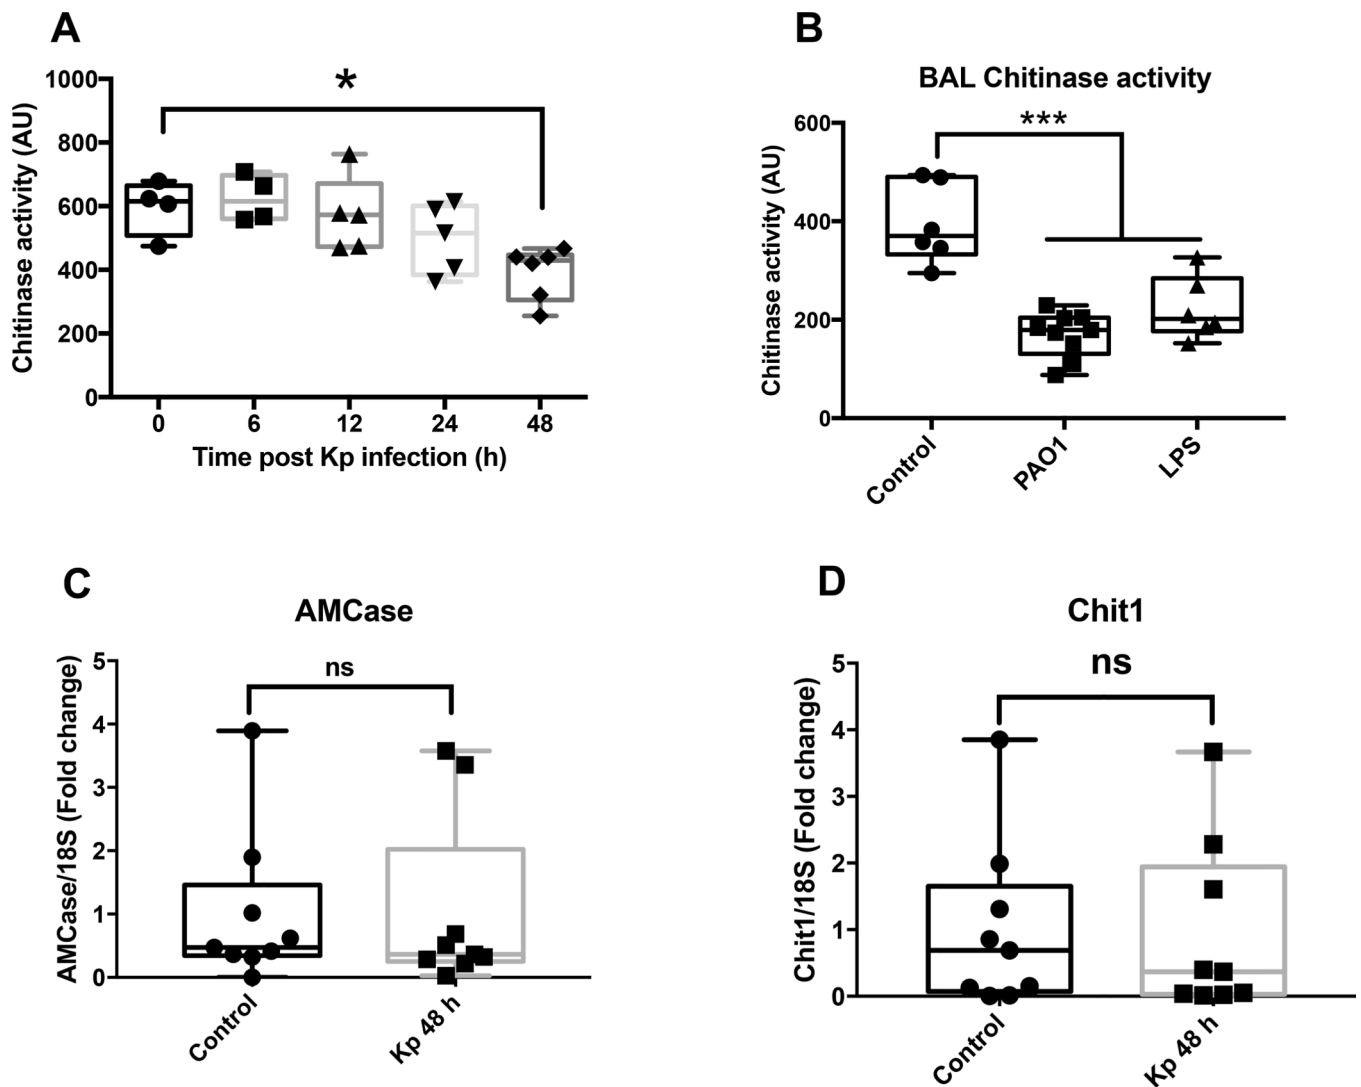 A
Chitinase activity (AU)
1000
800
600
400
200
0
*
0 6 12 24 48
Time post Kp infection (h)
B
BAL Chitinase activity
Chitinase activity (AU)
600
400
200
0
***
Control PAO1 LPS
C
AMCase
AMCase/18S (Fold change)
5
4
3
2
1
0
ns
Control Kp 48 h
D
Chit1
Chit1/18S (Fold change)
5
4
3
2
1
0
ns
Control Kp 48 h